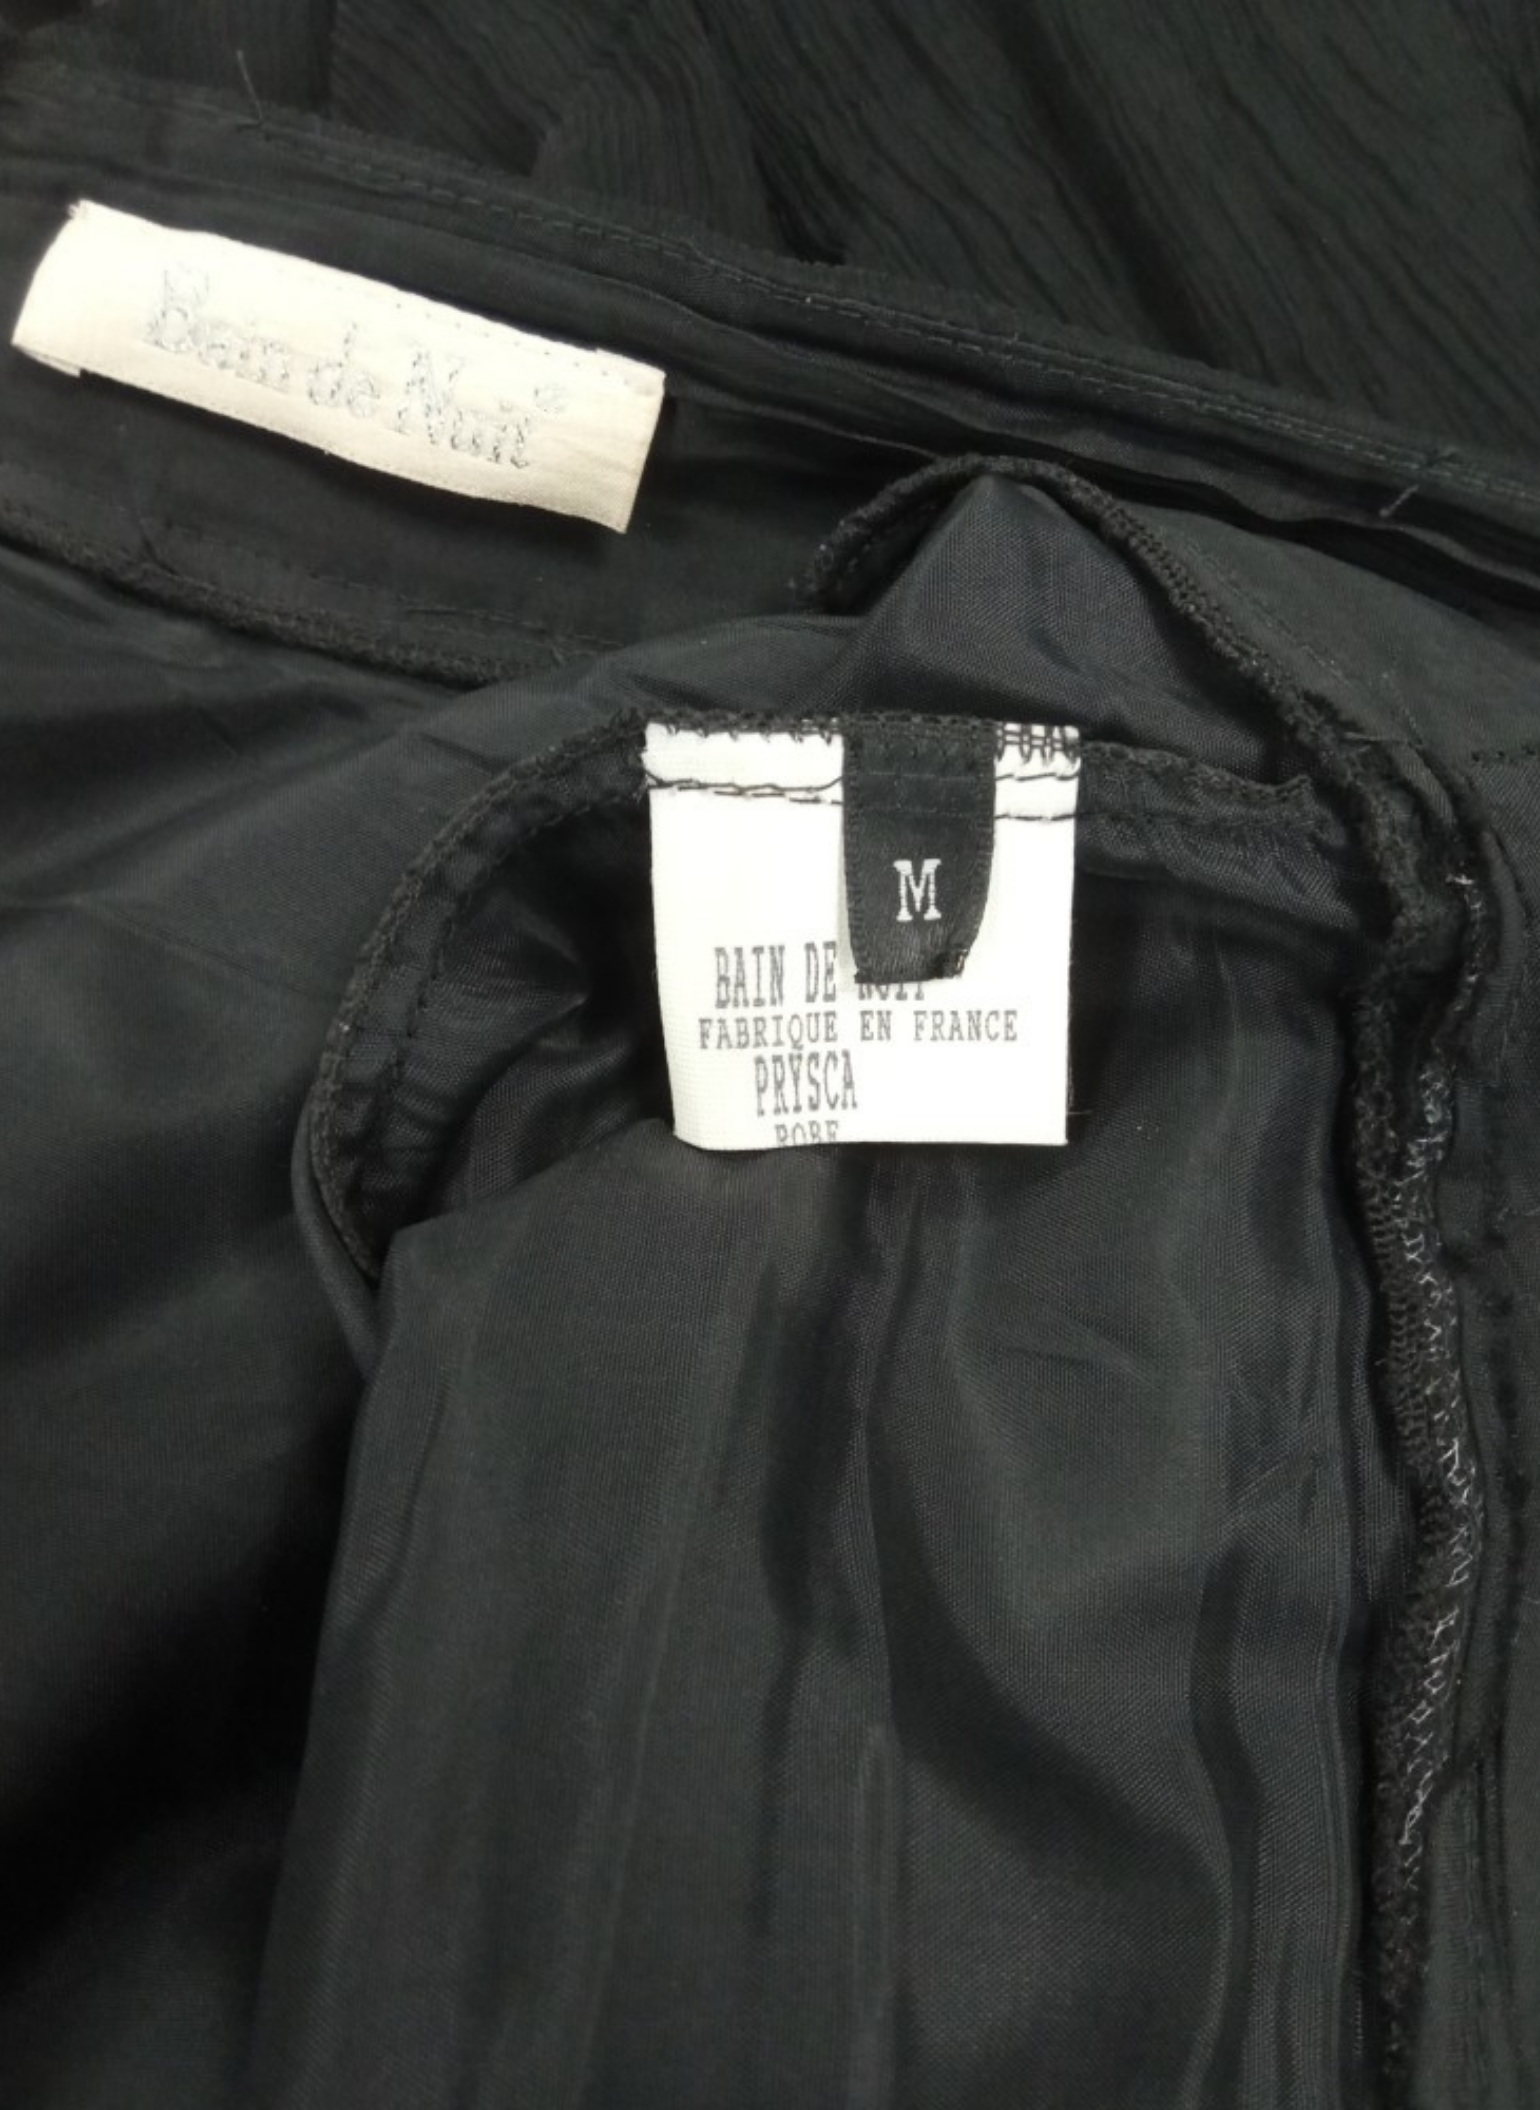 Bain de Nuit®
M
BAIN DE NUIT
FABRIQUE EN FRANCE
PRYSCA
ROBE